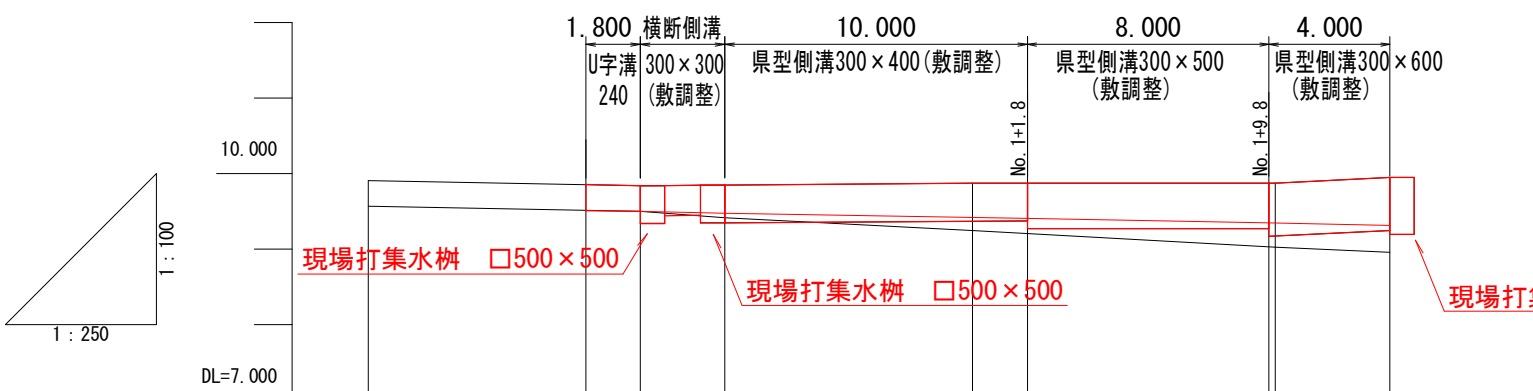 1.800
横断側溝
10.000
8.000
4.000
U字溝
240
300×300
(敷調整)
県型側溝300×400(敷調整)
県型側溝300×500
(敷調整)
県型側溝300×600
(敷調整)
No.1+1.8
No.1+9.8
10.000
1:100
1:250
現場打集水桝　□500×500
現場打集水桝　□500×500
現場打
DL=7.000